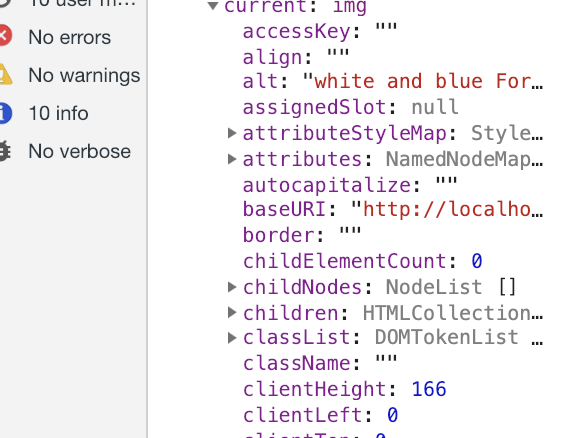 10 user m...
No errors
No warnings
10 info
No verbose
current: img
accessKey: ""
align: ""
alt: "white and blue For…
assignedSlot: null
attributeStyleMap: Style…
attributes: NamedNodeMap…
autocapitalize: ""
baseURI: "http://localho…
border: ""
childElementCount: 0
childNodes: NodeList []
children: HTMLCollection…
classList: DOMTokenList …
className: ""
clientHeight: 166
clientLeft: 0
clientTop: 0